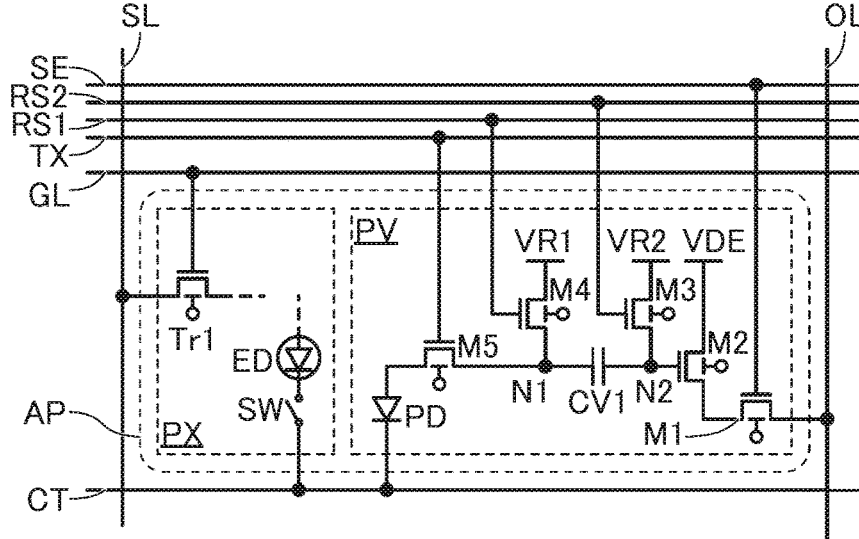 SL
OL
SE
RS2
RS1
TX
GL
PV
VR1
VR2
VDE
M4
M3
Tr1
M5
M2
ED
N1
CV1
N2
AP
SW
PD
M1
PX
CT